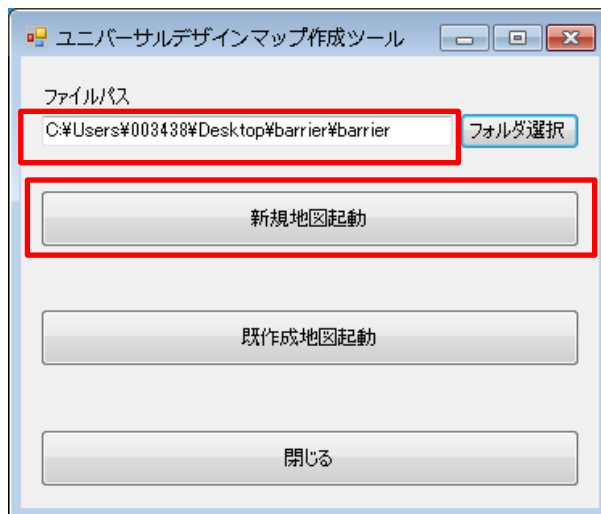 ユニバーサルデザインマップ作成ツール
ファイルパス
C:¥Users¥003438¥Desktop¥barrier¥barrier
フォルダ選択
新規地図起動
既作成地図起動
閉じる